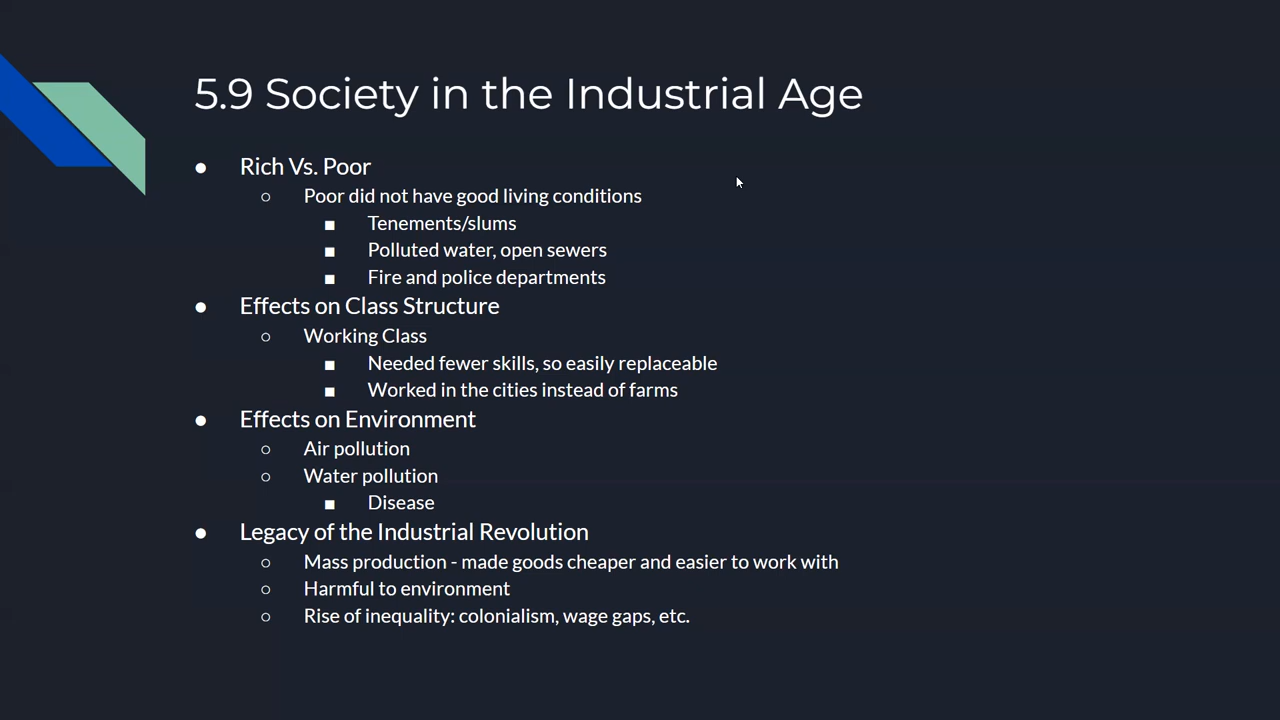 5.9 Society in the Industrial Age
● Rich Vs. Poor
○ Poor did not have good living conditions
■ Tenements/slums
■ Polluted water, open sewers
■ Fire and police departments
● Effects on Class Structure
○ Working Class
■ Needed fewer skills, so easily replaceable
■ Worked in the cities instead of farms
● Effects on Environment
○ Air pollution
○ Water pollution
■ Disease
● Legacy of the Industrial Revolution
○ Mass production - made goods cheaper and easier to work with
○ Harmful to environment
○ Rise of inequality: colonialism, wage gaps, etc.